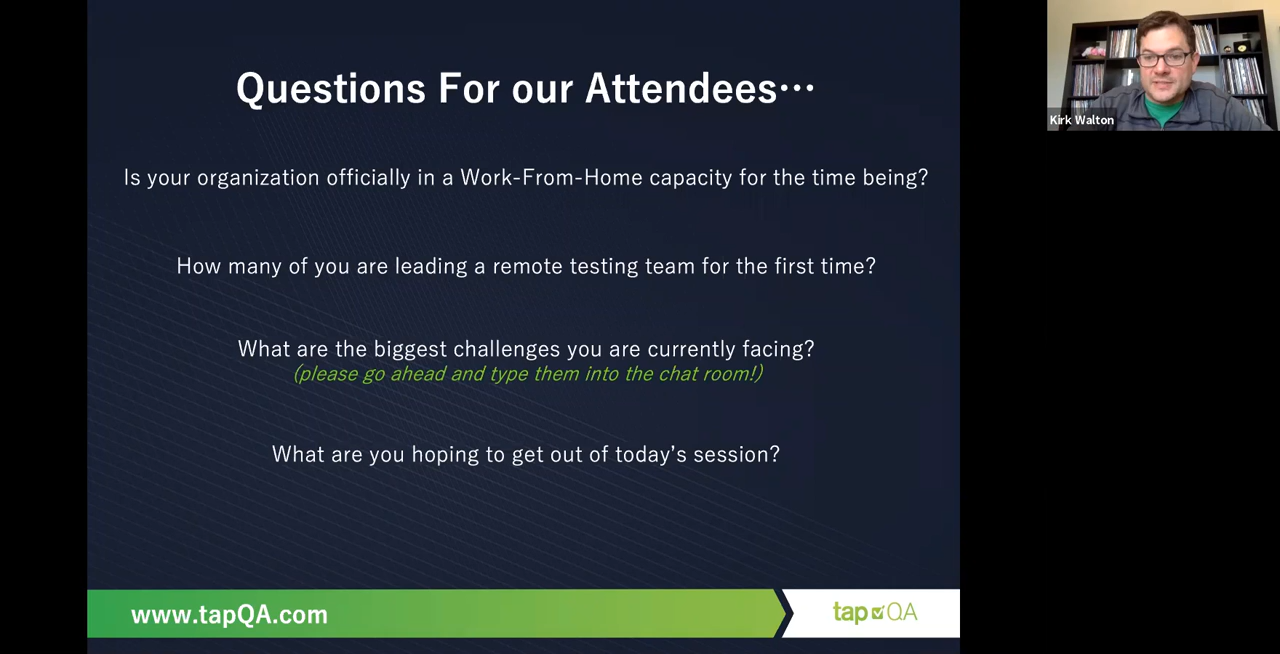 Questions For our Attendees…
Is your organization officially in a Work-From-Home capacity for the time being?
How many of you are leading a remote testing team for the first time?
What are the biggest challenges you are currently facing?
(please go ahead and type them into the chat room!)
What are you hoping to get out of today’s session?
www.tapQA.com
tap QA
Kirk Walton